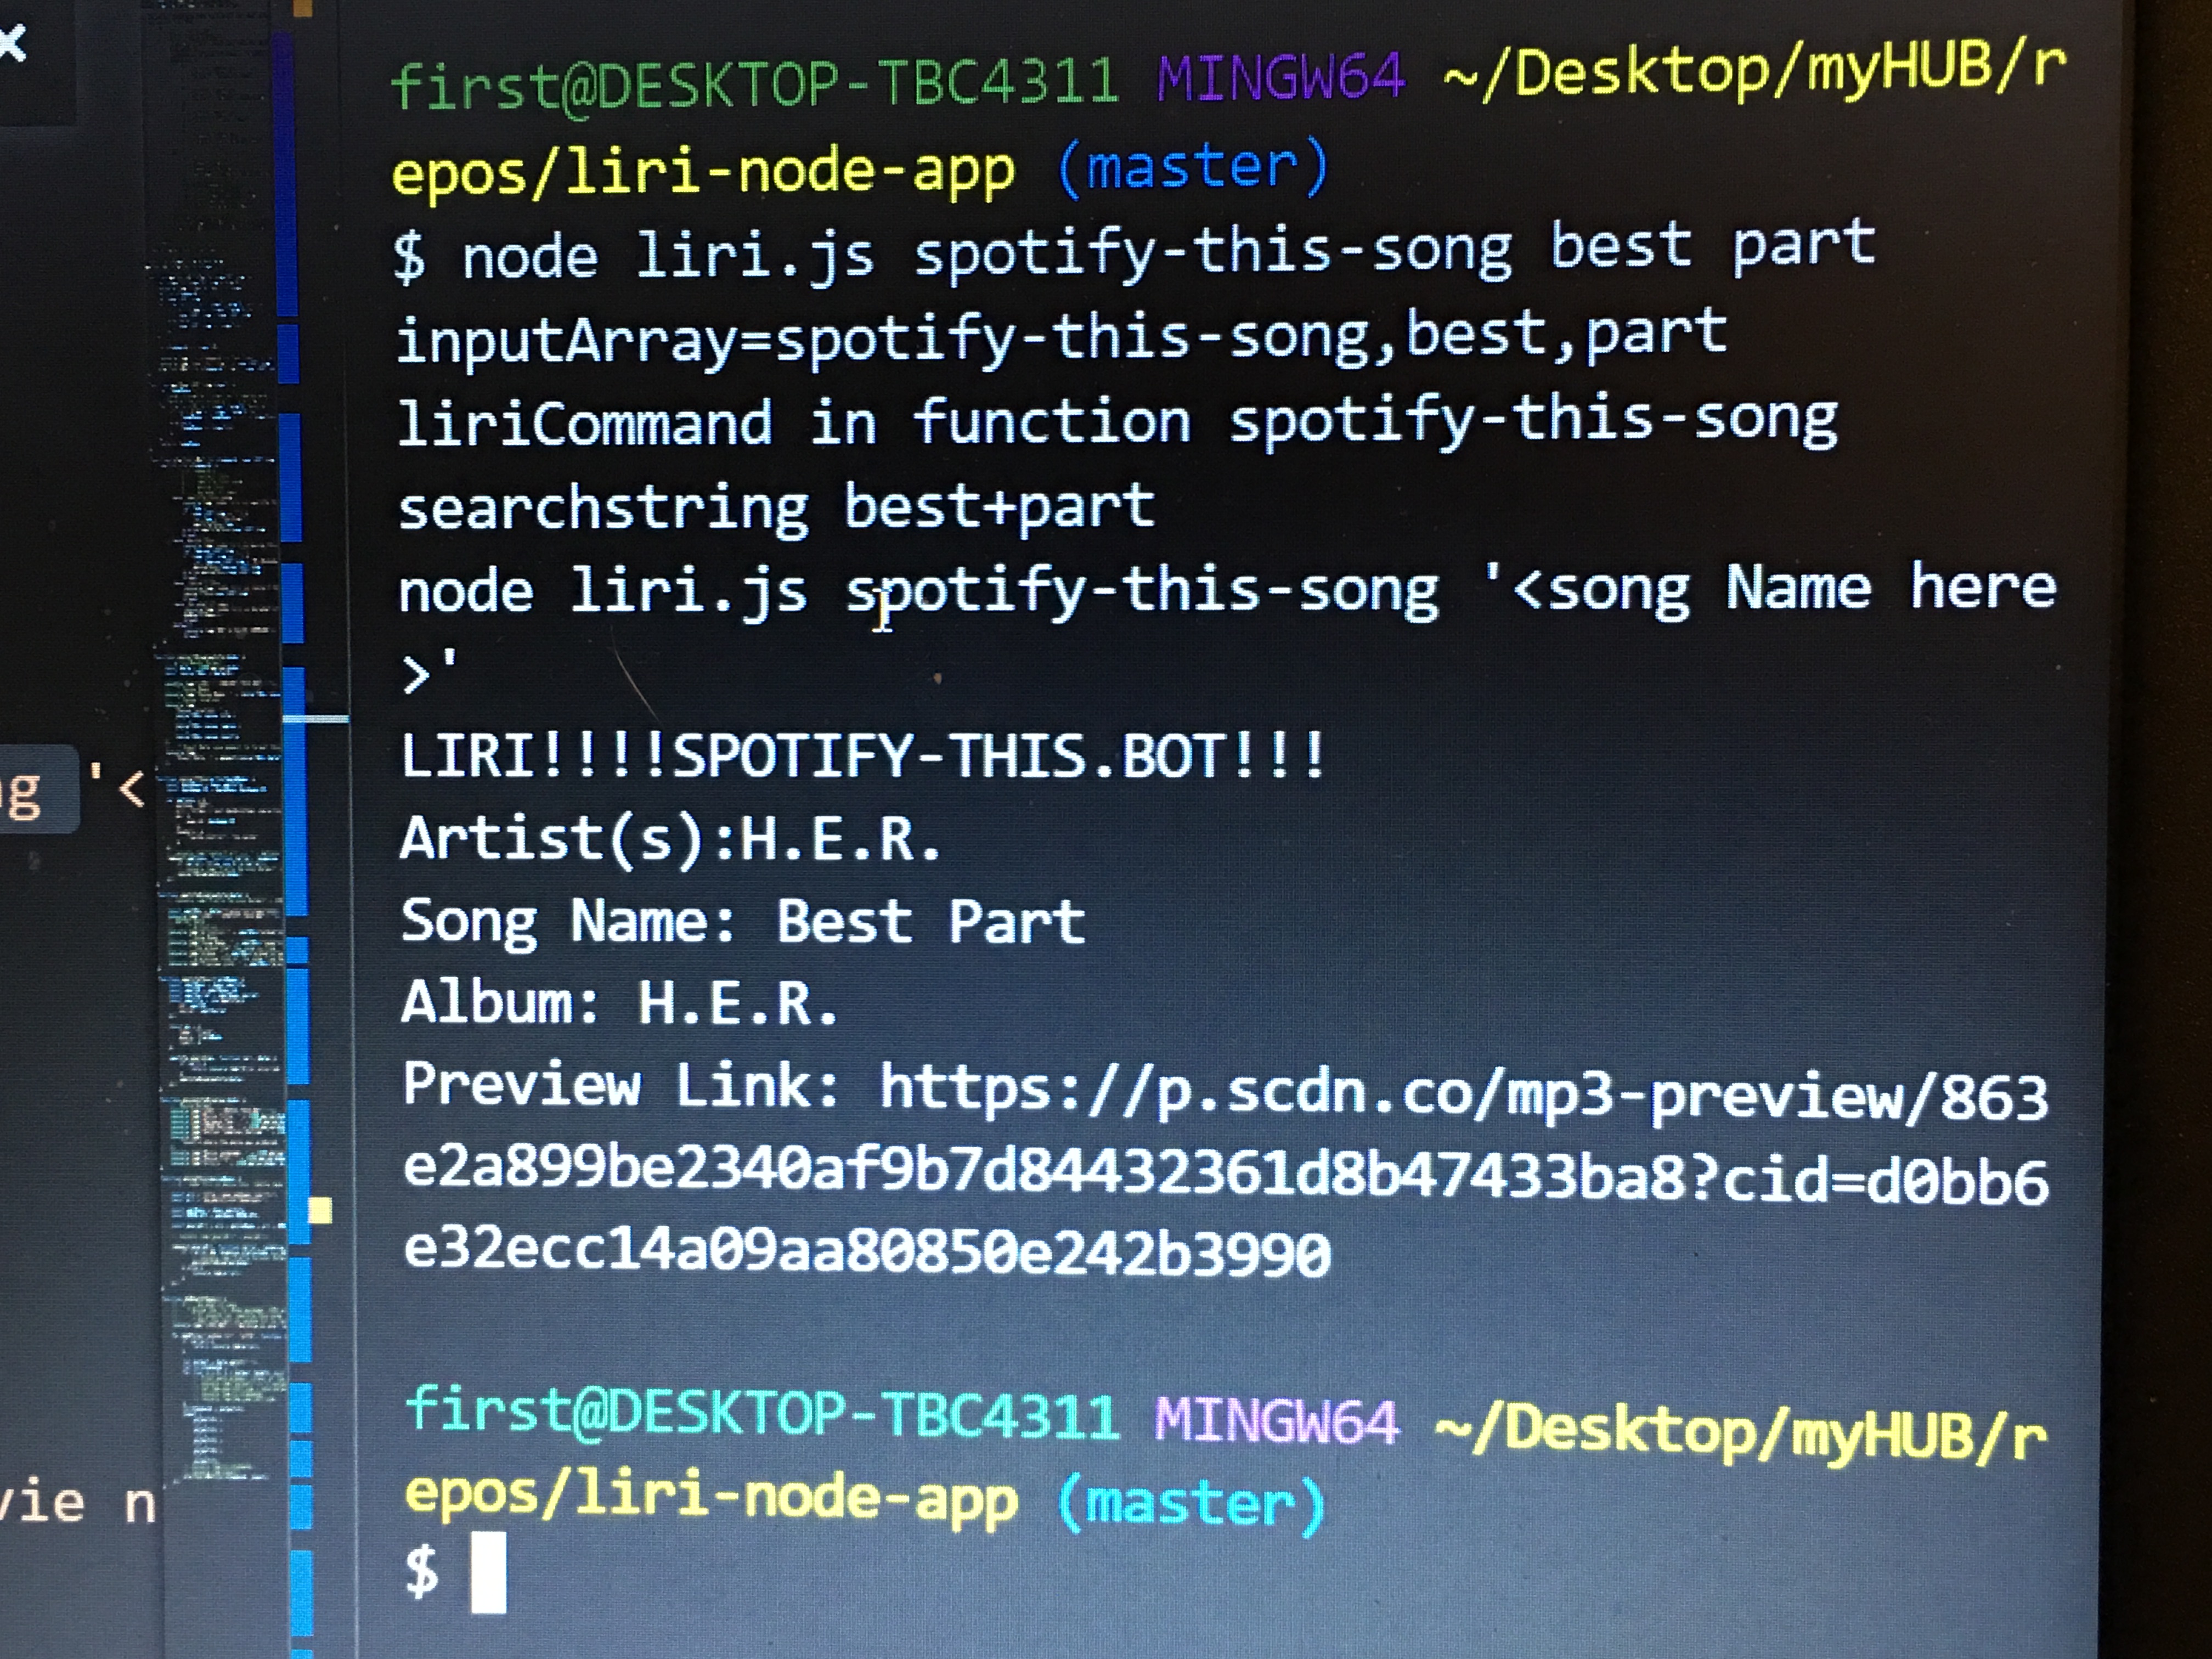 first@DESKTOP-TBC4311 MINGW64 ~/Desktop/myHUB/r
epos/liri-node-app (master)
$ node liri.js spotify-this-song best part
inputArray=spotify-this-song,best,part
liriCommand in function spotify-this-song
searchstring best+part
node liri.js spotify-this-song '<song Name here
>'
LIRI!!!!SPOTIFY-THIS.BOT!!!
Artist(s):H.E.R.
Song Name: Best Part
Album: H.E.R.
Preview Link: https://p.scdn.co/mp3-preview/863
e2a899be2340af9b7d84432361d8b47433ba8?cid=d0bb6
e32ecc14a09aa80850e242b3990
first@DESKTOP-TBC4311 MINGW64 ~/Desktop/myHUB/r
epos/liri-node-app (master)
$
g '<
vie n